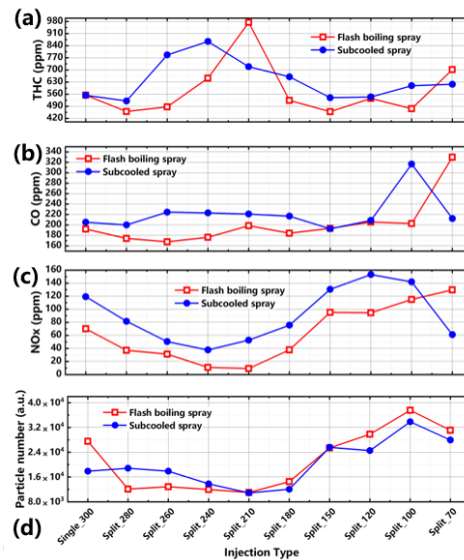 (a)
980
910
840
770
700
630
560
490
420
THC (ppm)
Flash boiling spray
Subcooled spray
(b)
340
320
300
280
260
240
220
200
180
160
CO (ppm)
Flash boiling spray
Subcooled spray
(c)
160
140
120
100
80
60
40
20
0
NOx (ppm)
Flash boiling spray
Subcooled spray
4.0 × 10⁴
3.2 × 10⁴
2.4 × 10⁴
1.6 × 10⁴
8.0 × 10³
Particle number (a.u.)
Flash boiling spray
Subcooled spray
(d)
Single_300
Split_280
Split_260
Split_240
Split_210
Split_180
Split_150
Split_120
Split_100
Split_70
Injection Type